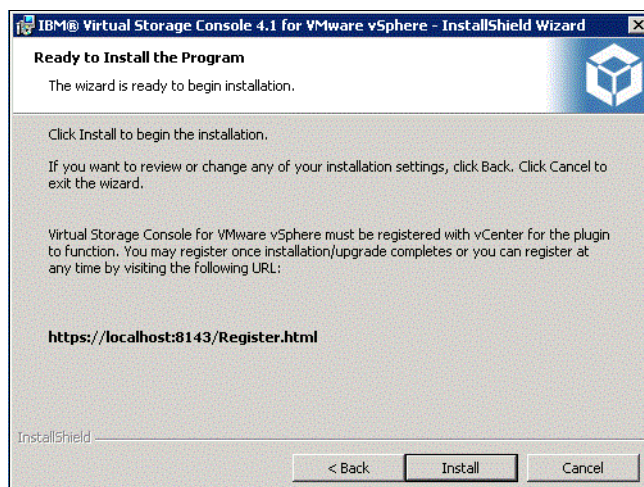 IBM® Virtual Storage Console 4.1 for VMware vSphere - InstallShield Wizard
Ready to Install the Program
The wizard is ready to begin installation.
Click Install to begin the installation.
If you want to review or change any of your installation settings, click Back. Click Cancel to
exit the wizard.
Virtual Storage Console for VMware vSphere must be registered with vCenter for the plugin
to function. You may register once installation/upgrade completes or you can register at
any time by visiting the following URL:
https://localhost:8143/Register.html
InstallShield
< Back Install Cancel